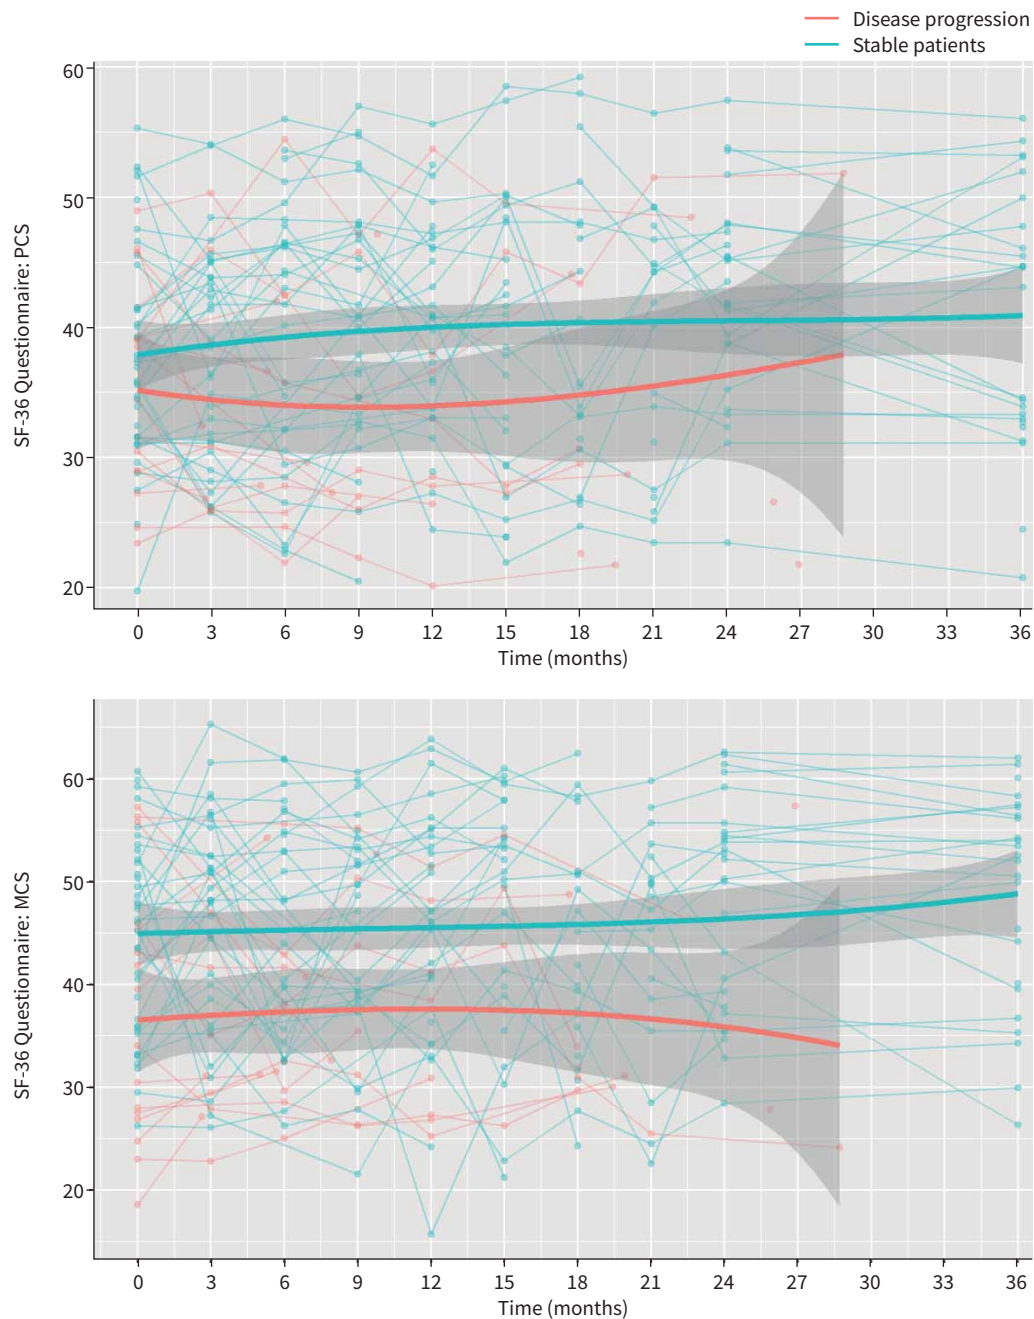 Disease progression
Stable patients
60
50
40
30
20
SF-36 Questionnaire: PCS
0 3 6 9 12 15 18 21 24 27 30 33 36
Time (months)
60
50
40
30
20
SF-36 Questionnaire: MCS
0 3 6 9 12 15 18 21 24 27 30 33 36
Time (months)